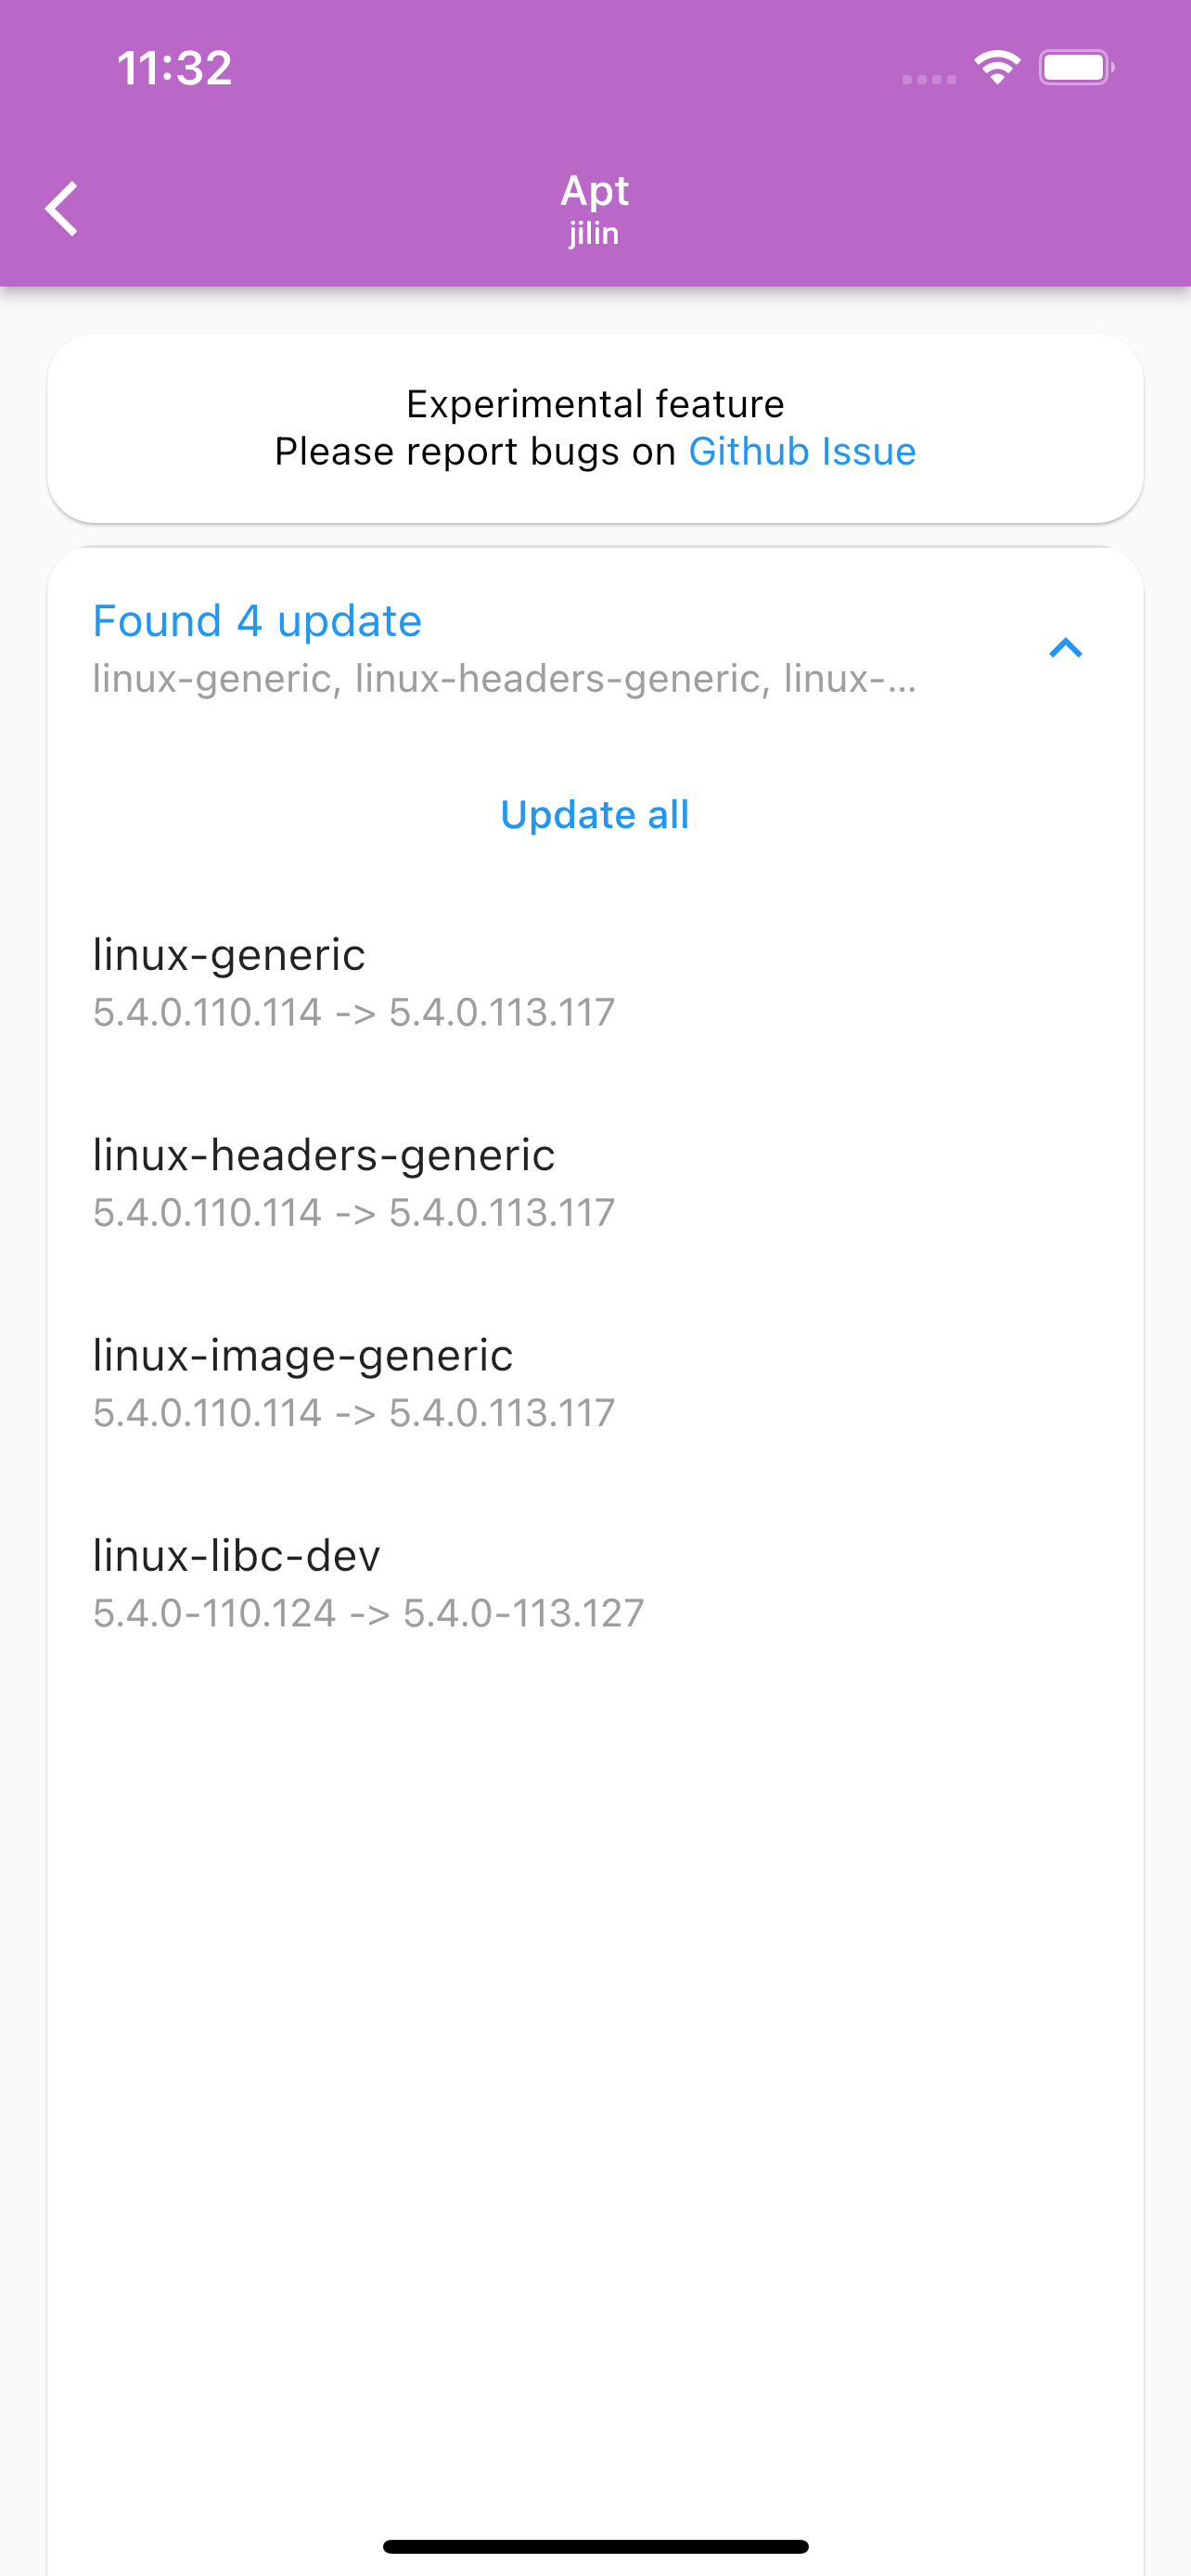 11:32
Apt
jilin
Experimental feature
Please report bugs on Github Issue
Found 4 update
linux-generic, linux-headers-generic, linux-...
Update all
linux-generic
5.4.0.110.114 -> 5.4.0.113.117
linux-headers-generic
5.4.0.110.114 -> 5.4.0.113.117
linux-image-generic
5.4.0.110.114 -> 5.4.0.113.117
linux-libc-dev
5.4.0-110.124 -> 5.4.0-113.127